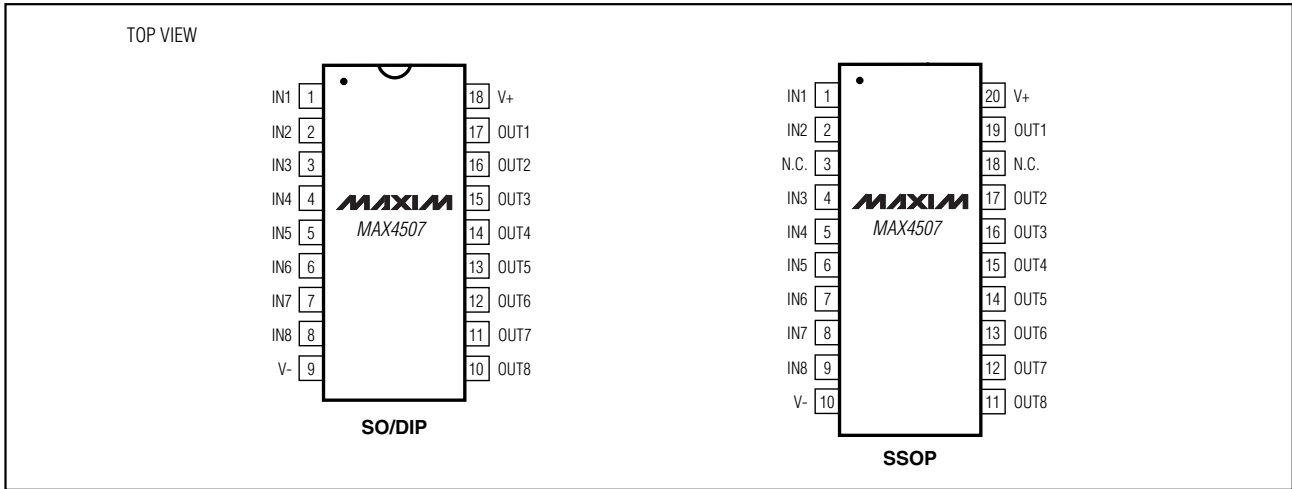 TOP VIEW
IN1 1
IN2 2
IN3 3
IN4 4
IN5 5
IN6 6
IN7 7
IN8 8
V- 9
18 V+
17 OUT1
16 OUT2
15 OUT3
14 OUT4
13 OUT5
12 OUT6
11 OUT7
10 OUT8
MAXIM
MAX4507
SO/DIP
IN1 1
IN2 2
N.C. 3
IN3 4
IN4 5
IN5 6
IN6 7
IN7 8
IN8 9
V- 10
20 V+
19 OUT1
18 N.C.
17 OUT2
16 OUT3
15 OUT4
14 OUT5
13 OUT6
12 OUT7
11 OUT8
MAXIM
MAX4507
SSOP